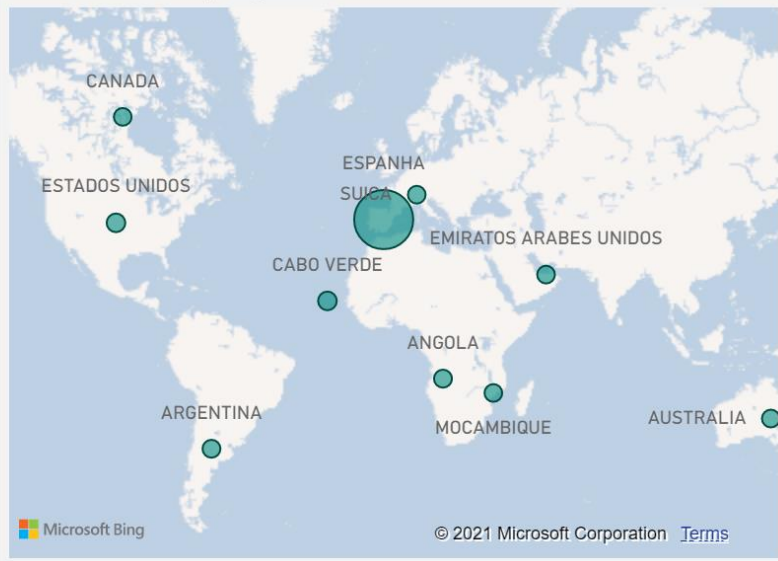 CANADA
ESPANHA
ESTADOS UNIDOS
SUICA
EMIRATOS ARABES UNIDOS
CABO VERDE
ANGOLA
ARGENTINA
AUSTRALIA
MOCAMBIQUE
Microsoft Bing
© 2021 Microsoft Corporation Terms